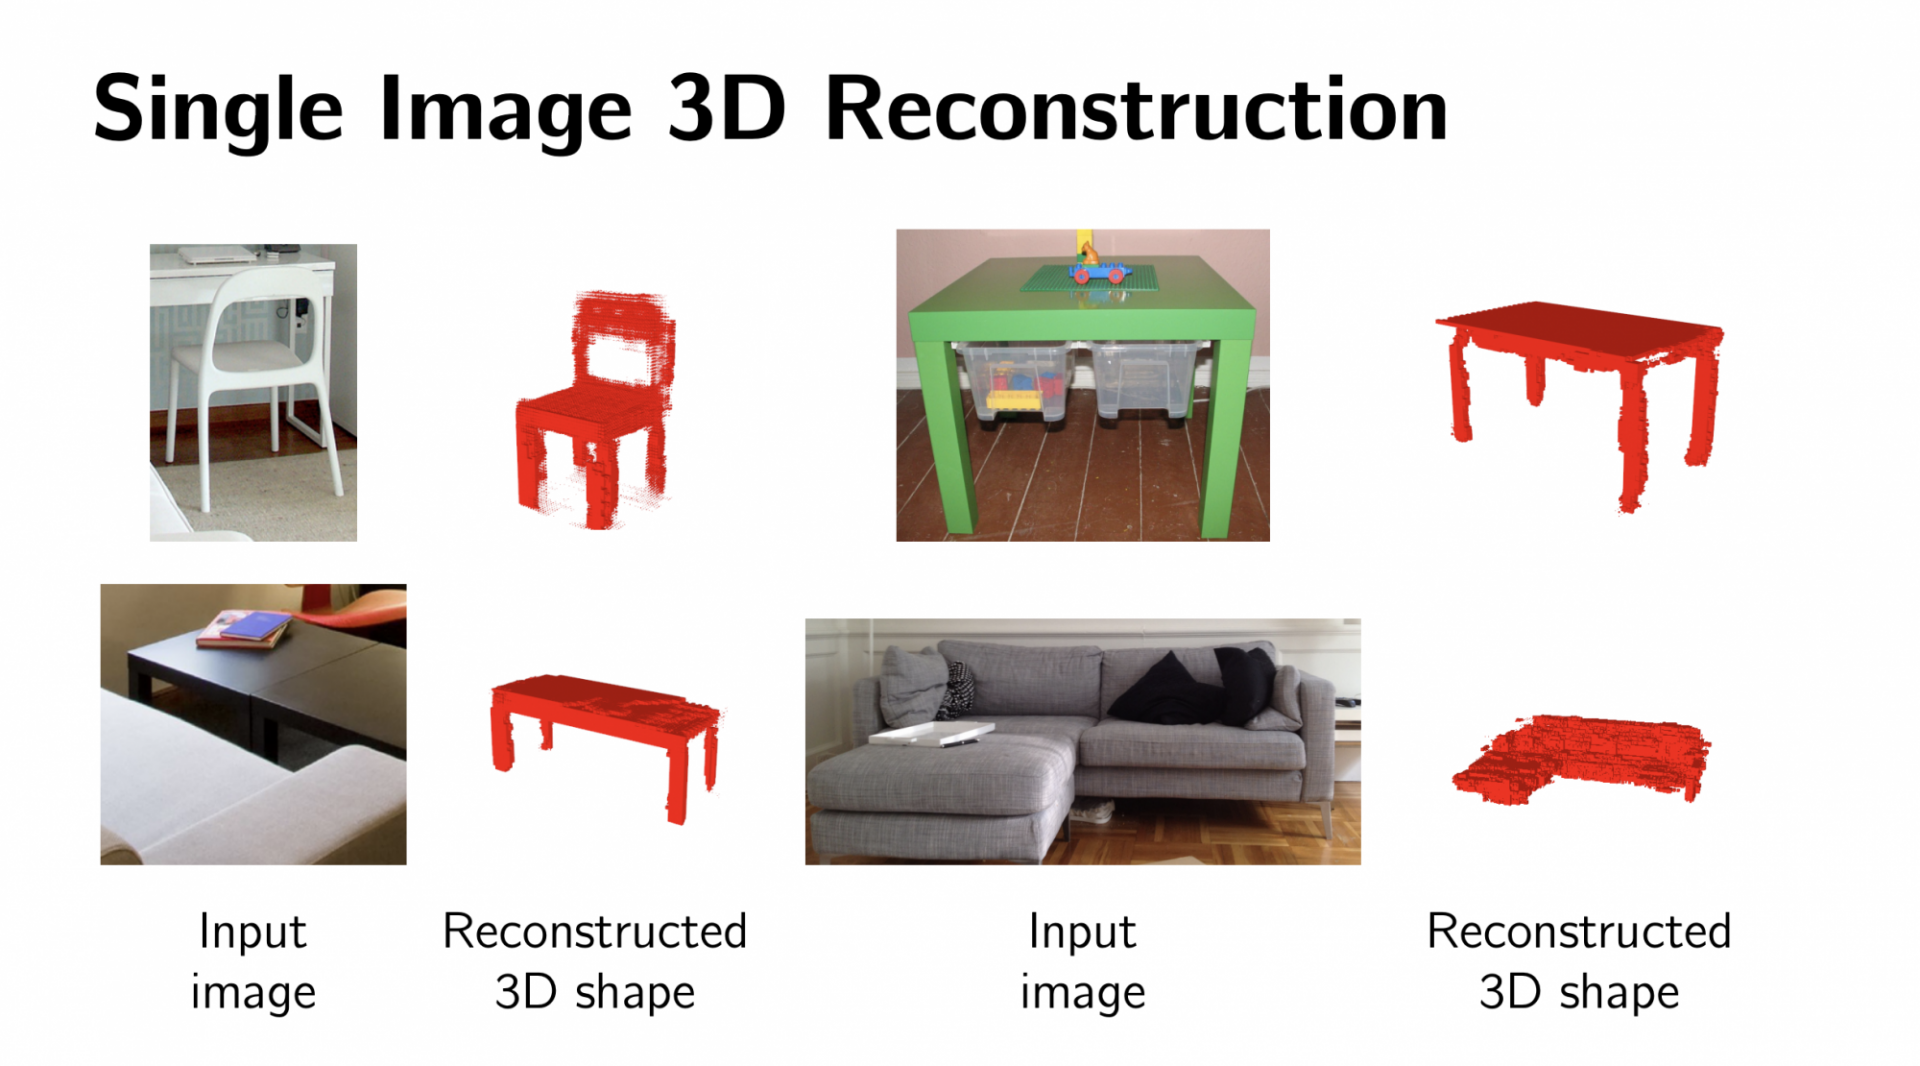 Single Image 3D Reconstruction
Input
image
Reconstructed
3D shape
Input
image
Reconstructed
3D shape